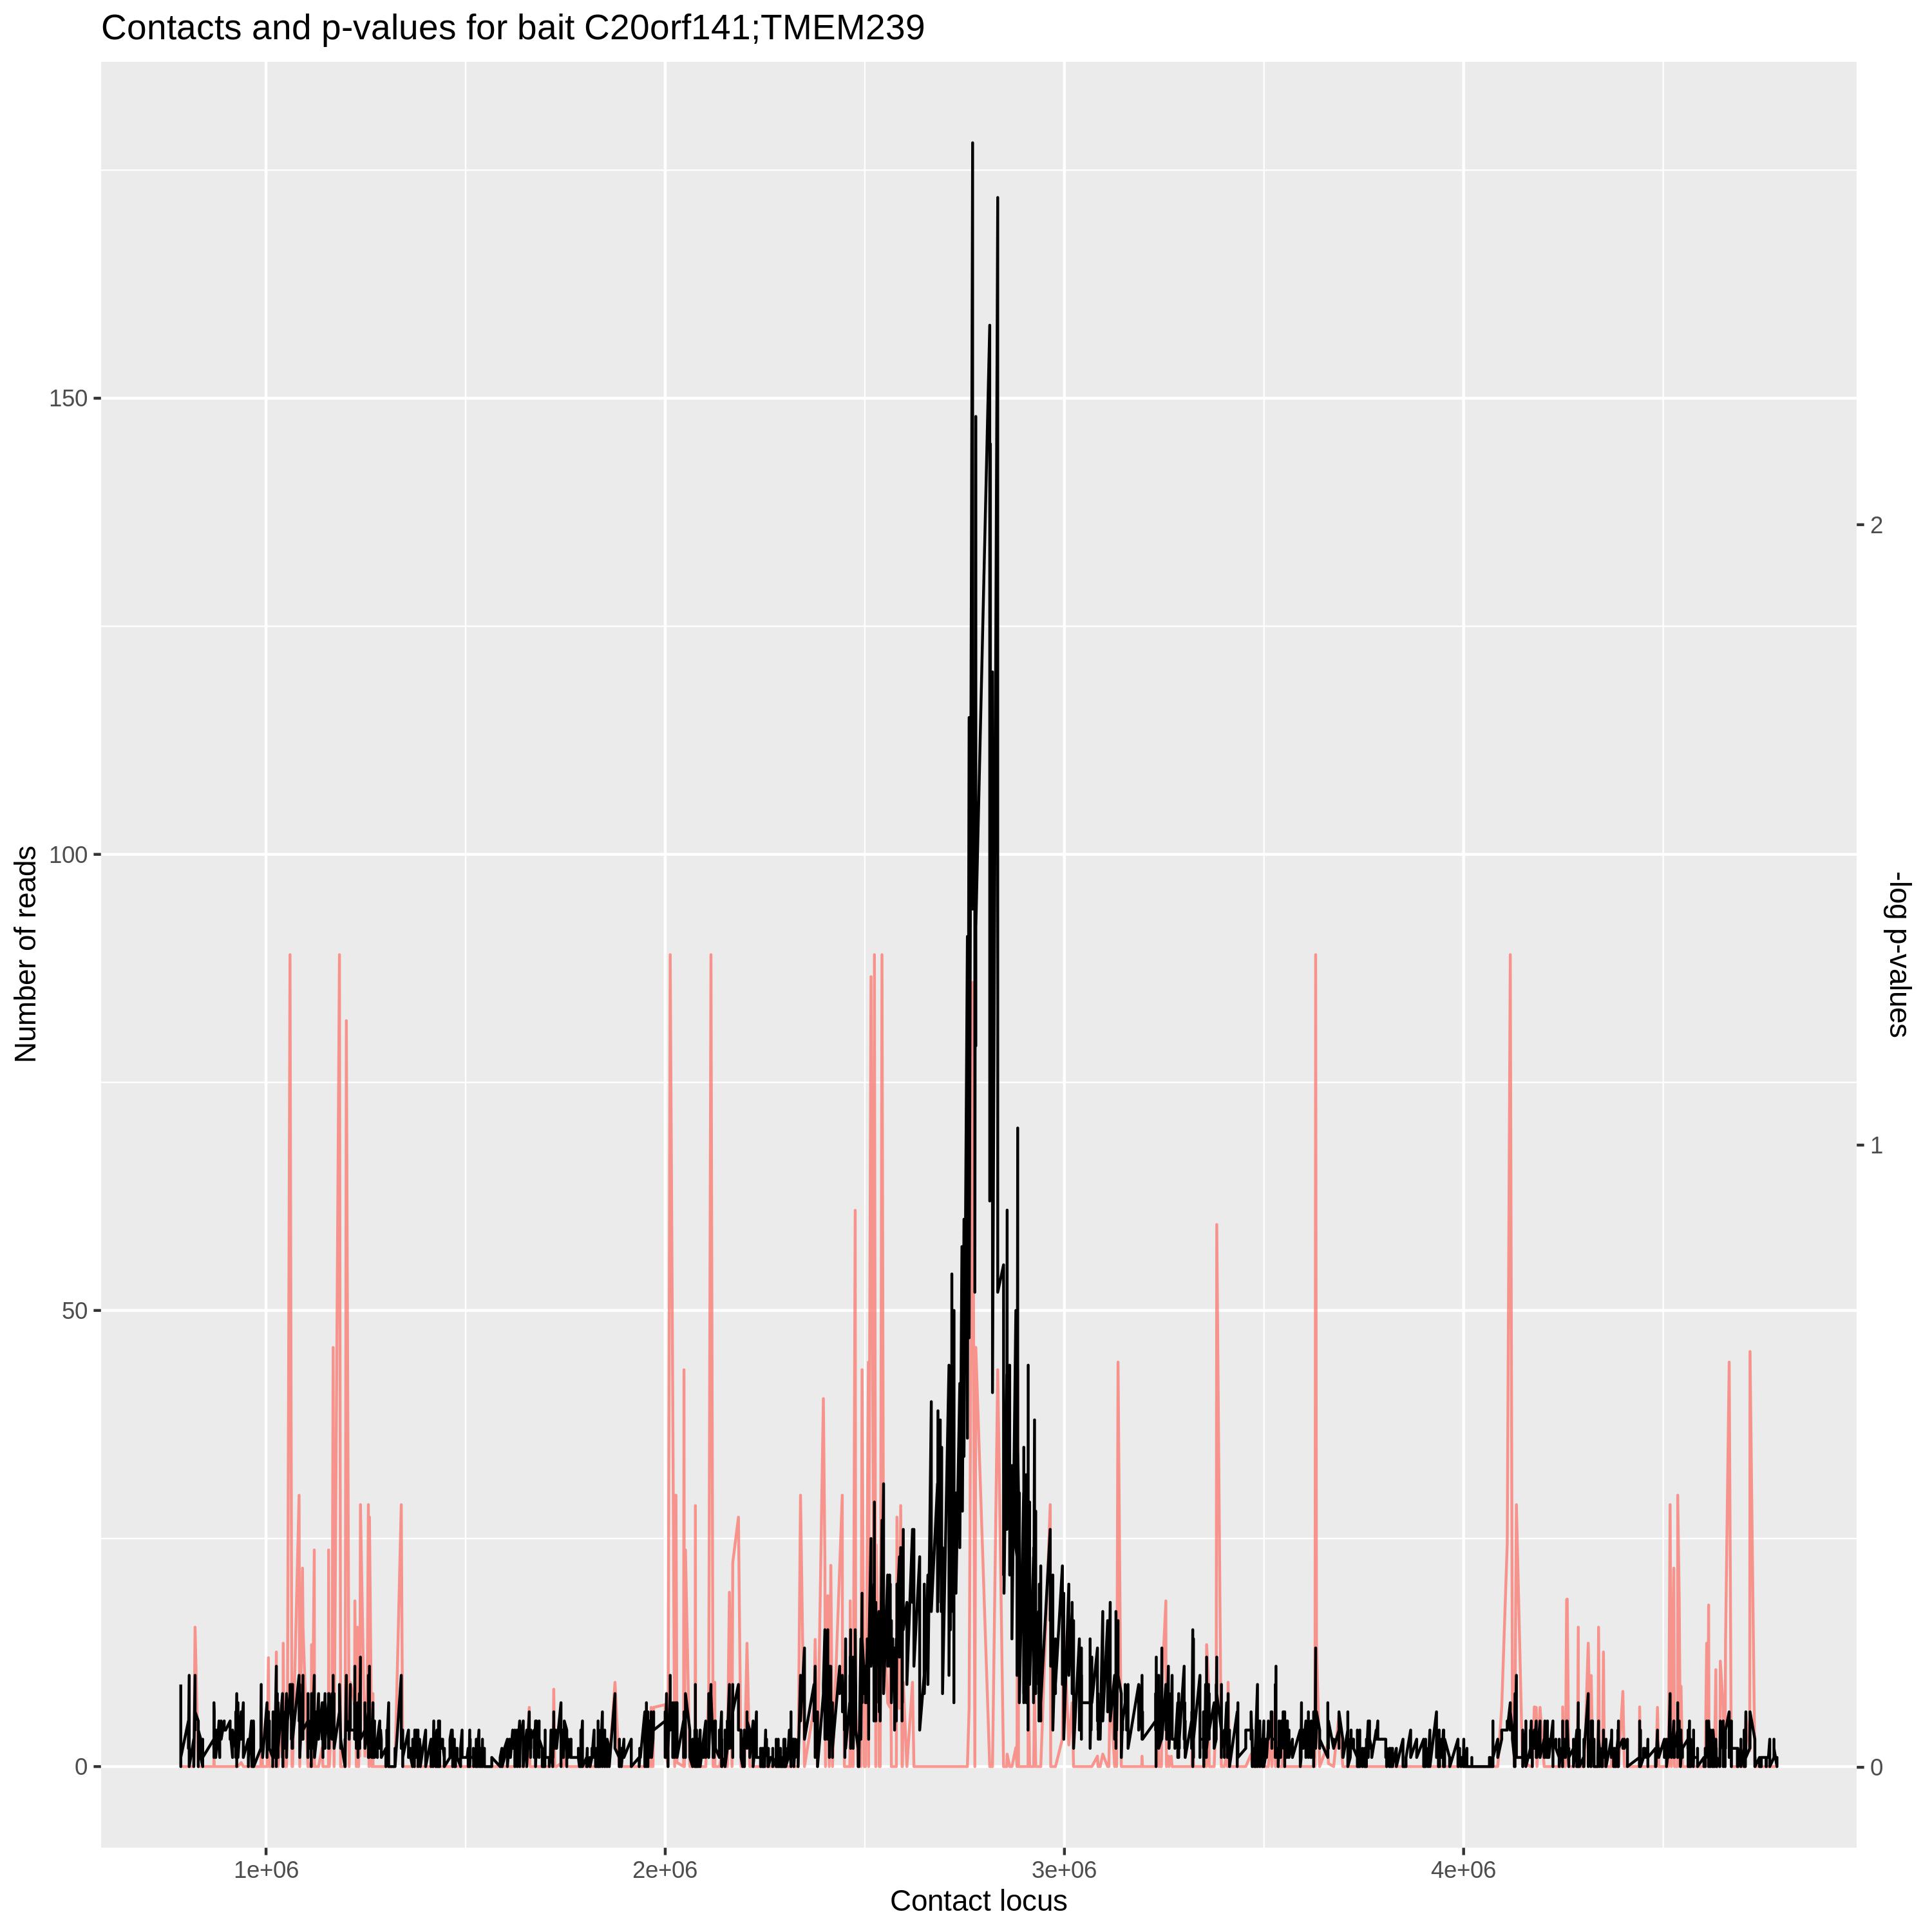 Contacts and p-values for bait C20orf141;TMEM239
Number of reads
150
100
50
0
2
1
0
-log p-values
1e+06
2e+06
3e+06
4e+06
Contact locus